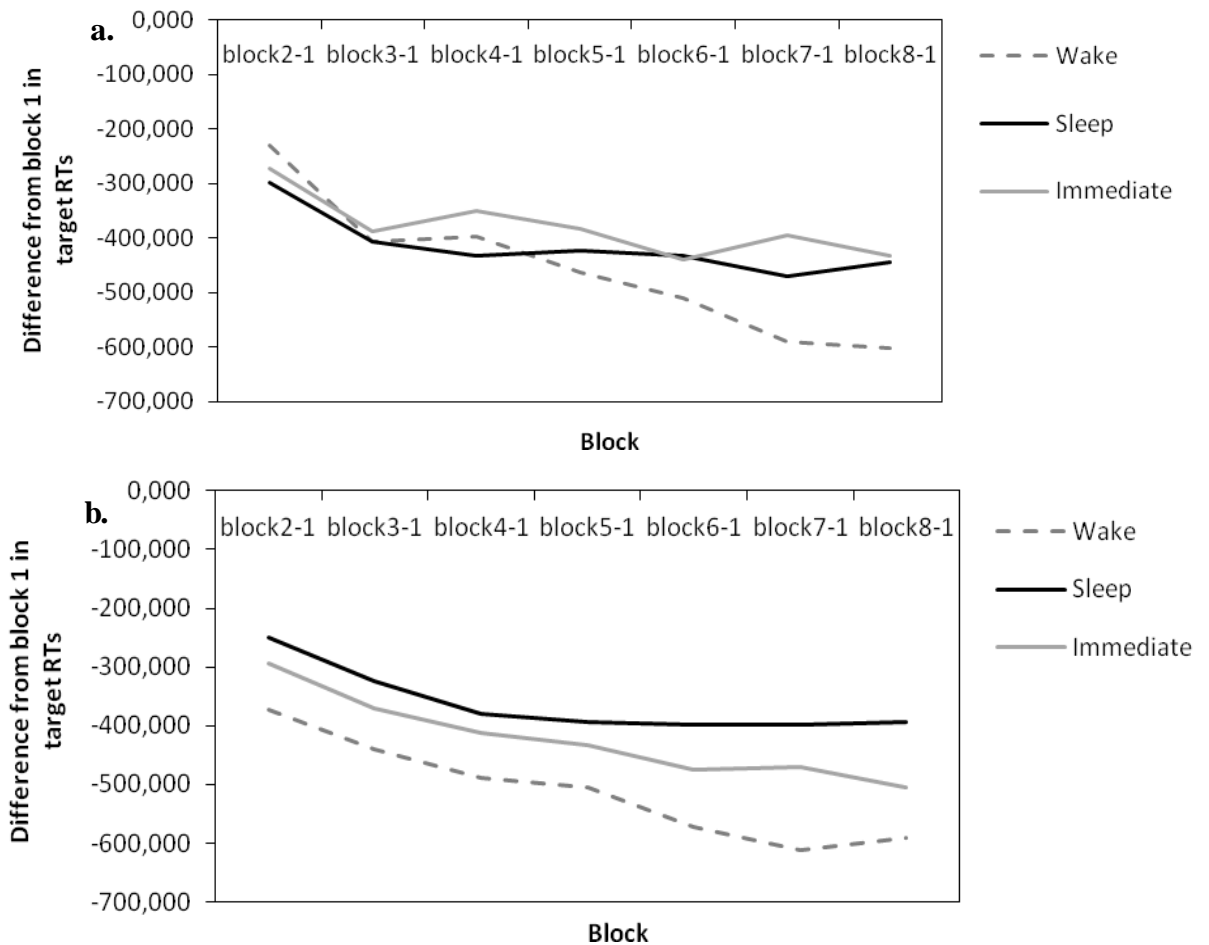 a.
0,000
block2-1 block3-1 block4-1 block5-1 block6-1 block7-1 block8-1
-100,000
-200,000
-300,000
-400,000
-500,000
-600,000
-700,000
Difference from block 1 in
target RTs
Block
Wake
Sleep
Immediate
b.
0,000
block2-1 block3-1 block4-1 block5-1 block6-1 block7-1 block8-1
-100,000
-200,000
-300,000
-400,000
-500,000
-600,000
-700,000
Difference from block 1 in
target RTs
Block
Wake
Sleep
Immediate